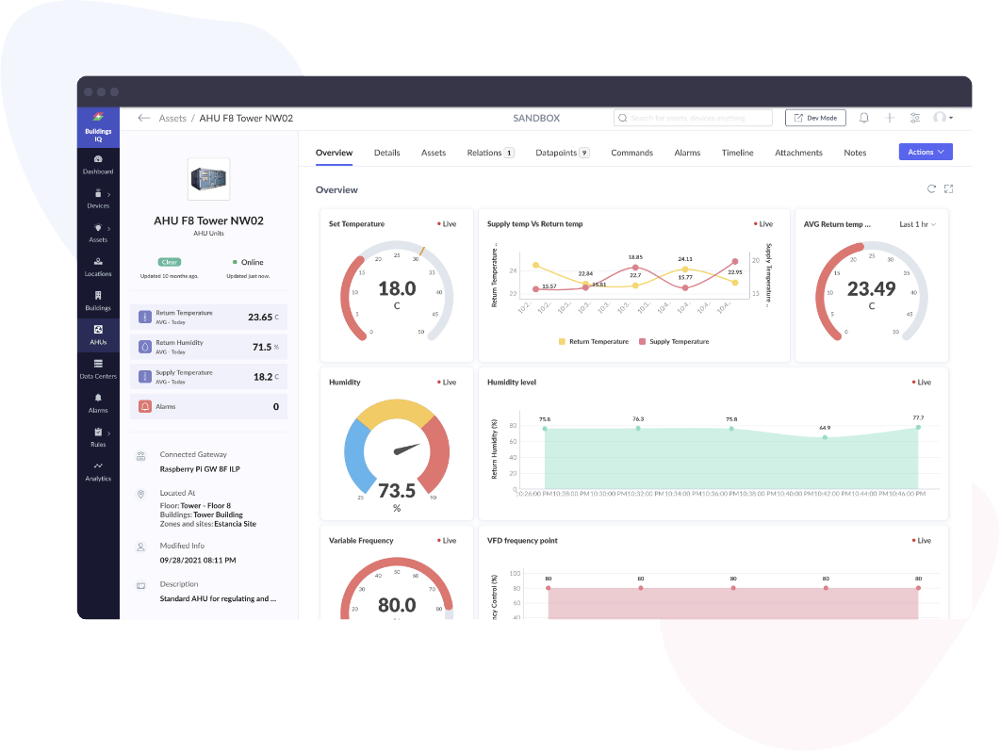 Buildings
IQ
Dashboard
Devices
Assets
Locations
Buildings
AHUs
Data Centers
Alarms
Rules
Analytics
Assets / AHU F8 Tower NW02
SANDBOX
Search for assets, devices anything
Dev Mode
AHU F8 Tower NW02
AHU Units
Clear
Online
Updated 10 months ago.
Updated just now.
Return Temperature
AVG - Today
23.65 C
Return Humidity
AVG - Today
71.5 %
Supply Temperature
AVG - Today
18.2 C
Alarms
0
Connected Gateway
Raspberry Pi GW 8F ILP
Located At
Floor: Tower - Floor 8
Buildings: Tower Building
Zones and sites: Estancia Site
Modified Info
09/28/2021 08:11 PM
Description
Standard AHU for regulating and ...
Overview Details Assets Relations 1 Datapoints 9 Commands Alarms Timeline Attachments Notes
Actions
Overview
Set Temperature
Live
0 5 10 15 20 25 30 35 40 45 50
18.0
C
Supply temp Vs Return temp
Live
Return Temperature ..
24
22
Supply Temperature ..
20
15
15.57 22.84 15.81 18.85 22.7 24.11 15.77 22.95
10:2.. 10:2.. 10:3.. 10:3.. 10:3.. 10:3.. 10:3.. 10:4.. 10:4.. 10:4.. 10:4..
Return Temperature
Supply Temperature
AVG Return temp ...
Last 1 hr
0 5 10 15 20 25 30 35 40 45 50
23.49
C
Humidity
Live
25
90
73.5
%
Humidity level
Live
Return Humidity (%)
80
60
40
20
0
75.8 76.3 75.8 64.9 77.7
10:26:00 PM 10:28:00 PM 10:30:00 PM 10:32:00 PM 10:34:00 PM 10:36:00 PM 10:38:00 PM 10:40:00 PM 10:42:00 PM 10:44:00 PM 10:46:00 PM
Variable Frequency
Live
20 30 40 50 60 70 80
80.0
VFD frequency point
Live
ncy Control (%)
100
80
60
40
80 80 80 80 80